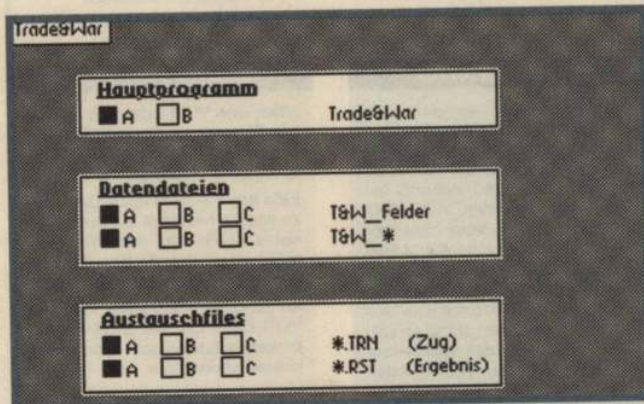 Trade&War
Hauptprogramm
A B Trade&War
Datendateien
A B C T&W_Felder
A B C T&W_*
Austauschfiles
A B C *.TRN (Zug)
A B C *.RST (Ergebnis)